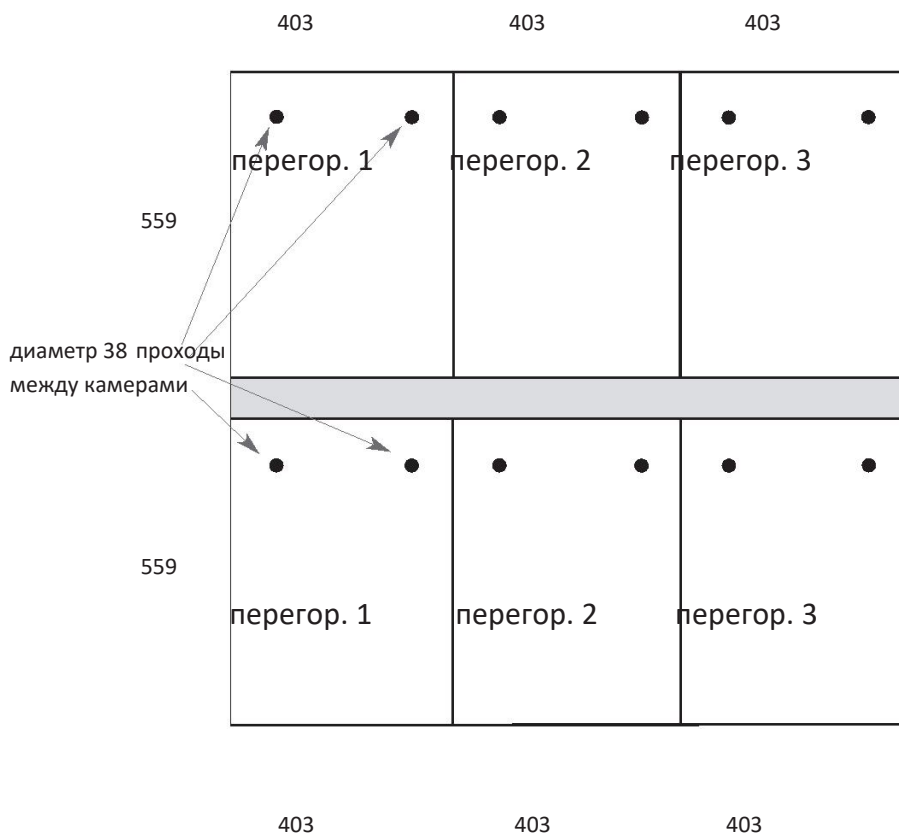 403 403 403
перегор. 1 перегор. 2 перегор. 3
559
диаметр 38 проходы
между камерами
559
перегор. 1 перегор. 2 перегор. 3
403 403 403